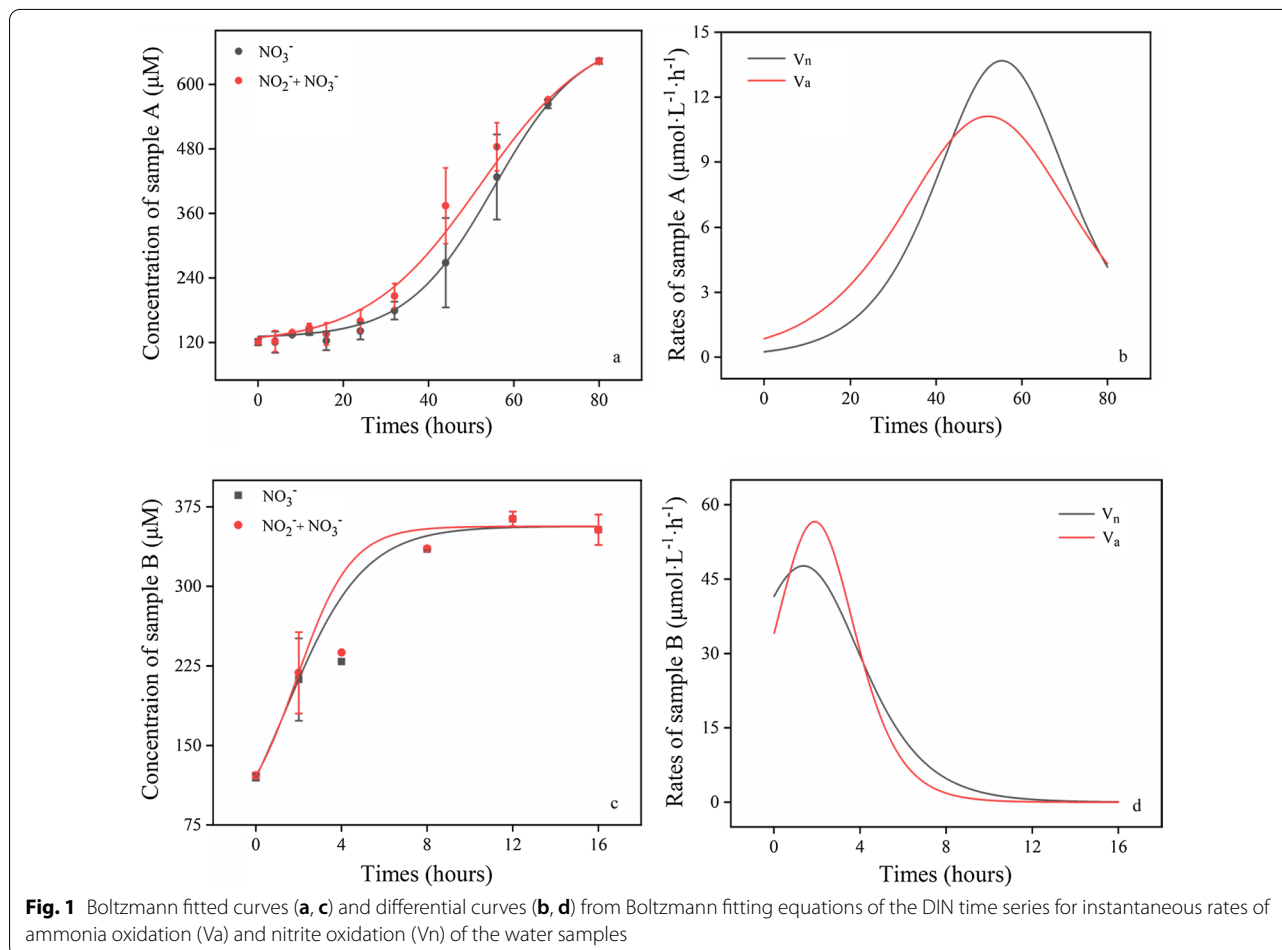 NO₃⁻
NO₂⁻+ NO₃⁻
Concentration of sample A (μM)
600
480
360
240
120
0
20
40
60
80
Times (hours)
a
Vn
Va
Rates of sample A (μmol·L⁻¹·h⁻¹)
15
12
9
6
3
0
0
20
40
60
80
Times (hours)
b
NO₃⁻
NO₂⁻+ NO₃⁻
Concentraion of sample B (μM)
375
300
225
150
75
0
4
8
12
16
Times (hours)
c
Vₙ
Vₐ
Rates of sample B (μmol·L⁻¹·h⁻¹)
60
45
30
15
0
0
4
8
12
16
Times (hours)
d
Fig. 1 Boltzmann fitted curves (a, c) and differential curves (b, d) from Boltzmann fitting equations of the DIN time series for instantaneous rates of
ammonia oxidation (Va) and nitrite oxidation (Vn) of the water samples